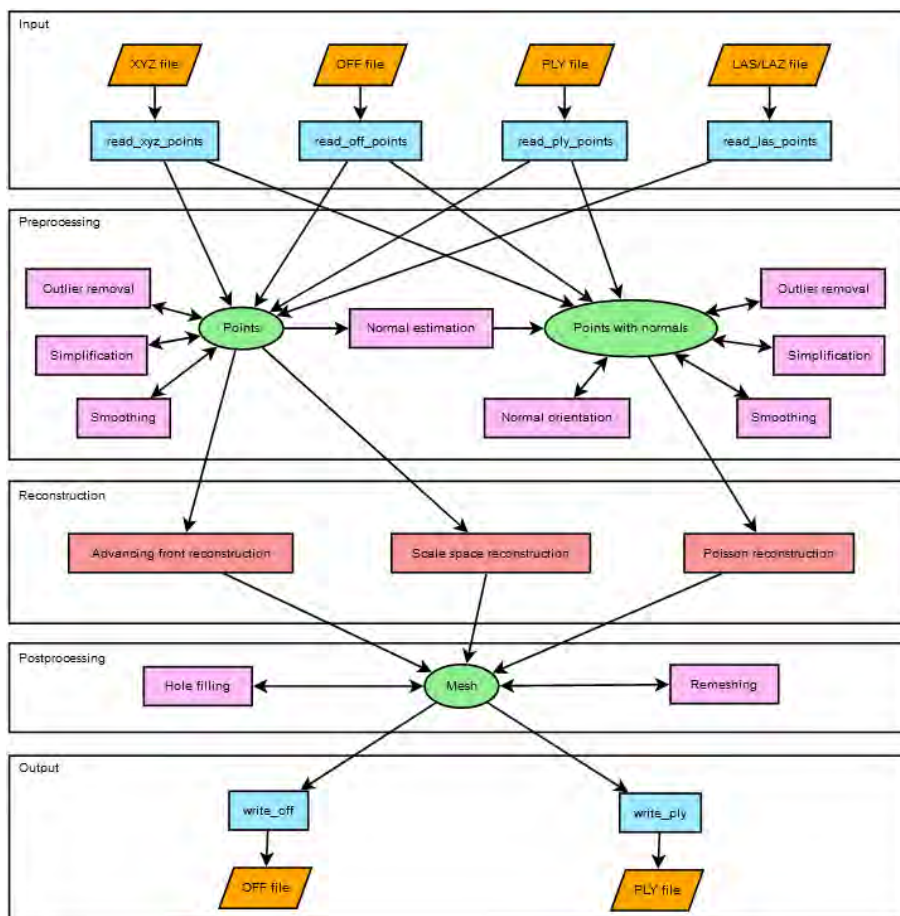 Input
XYZ file
OFF file
PLY file
LAS/LAZ file
read_xyz_points
read_off_points
read_ply_points
read_las_points
Preprocessing
Outlier removal
Outlier removal
Points
Normal estimation
Points with normals
Simplification
Simplification
Smoothing
Normal orientation
Smoothing
Reconstruction
Advancing front reconstruction
Scale space reconstruction
Poisson reconstruction
Postprocessing
Hole filling
Mesh
Remeshing
Output
write_off
write_ply
OFF file
PLY file